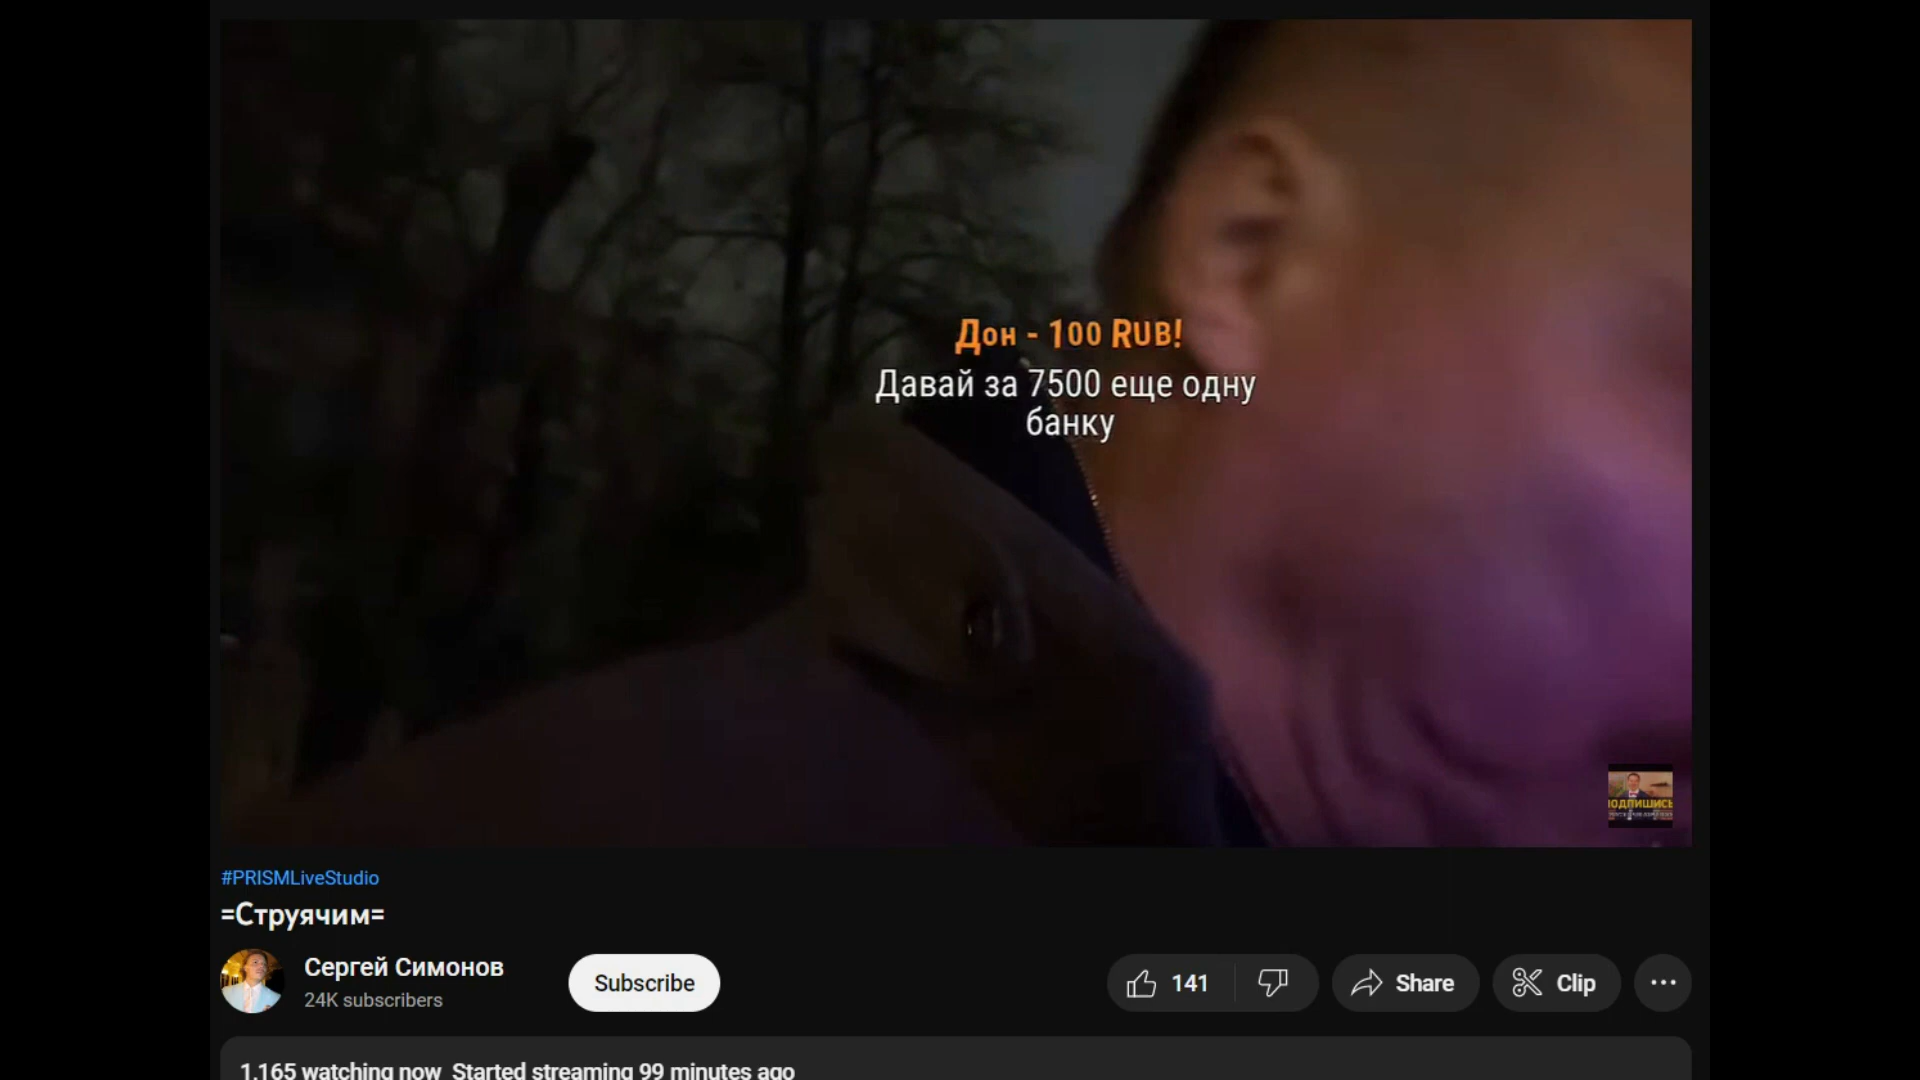 Дон - 100 RUB!
Давай за 7500 еще одну
банку
ПОДПИШИСЬ
#PRISMLiveStudio
=Струячим=
Сергей Симонов
24K subscribers
Subscribe
141
Share
Clip
1,165 watching now Started streaming 99 minutes ago